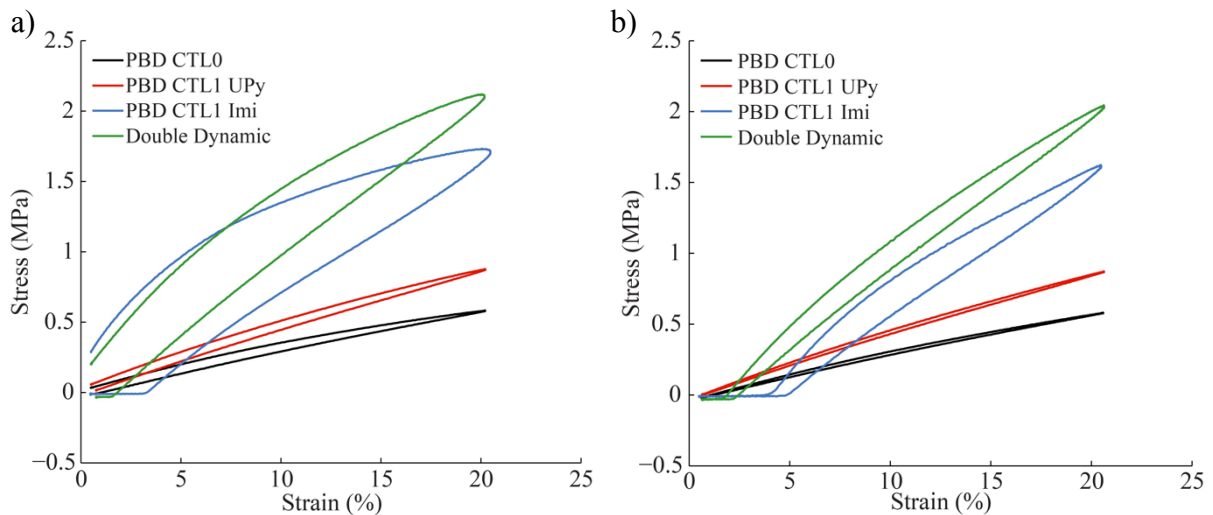 a)
2.5
2
1.5
1
0.5
0
−0.5
Stress (MPa)
PBD CTL0
PBD CTL1 UPy
PBD CTL1 Imi
Double Dynamic
0
5
10
15
20
25
Strain (%)
b)
2.5
2
1.5
1
0.5
0
−0.5
Stress (MPa)
PBD CTL0
PBD CTL1 UPy
PBD CTL1 Imi
Double Dynamic
0
5
10
15
20
25
Strain (%)